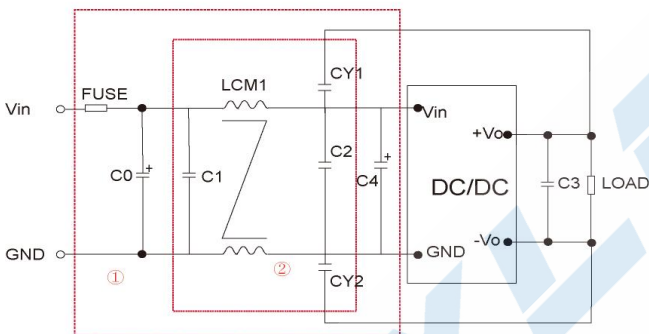 FUSE
LCM1
CY1
Vin
Vin
+Vo
C0
+
C1
C2
+
C4
DC/DC
C3
LOAD
GND
GND
-Vo
①
②
CY2